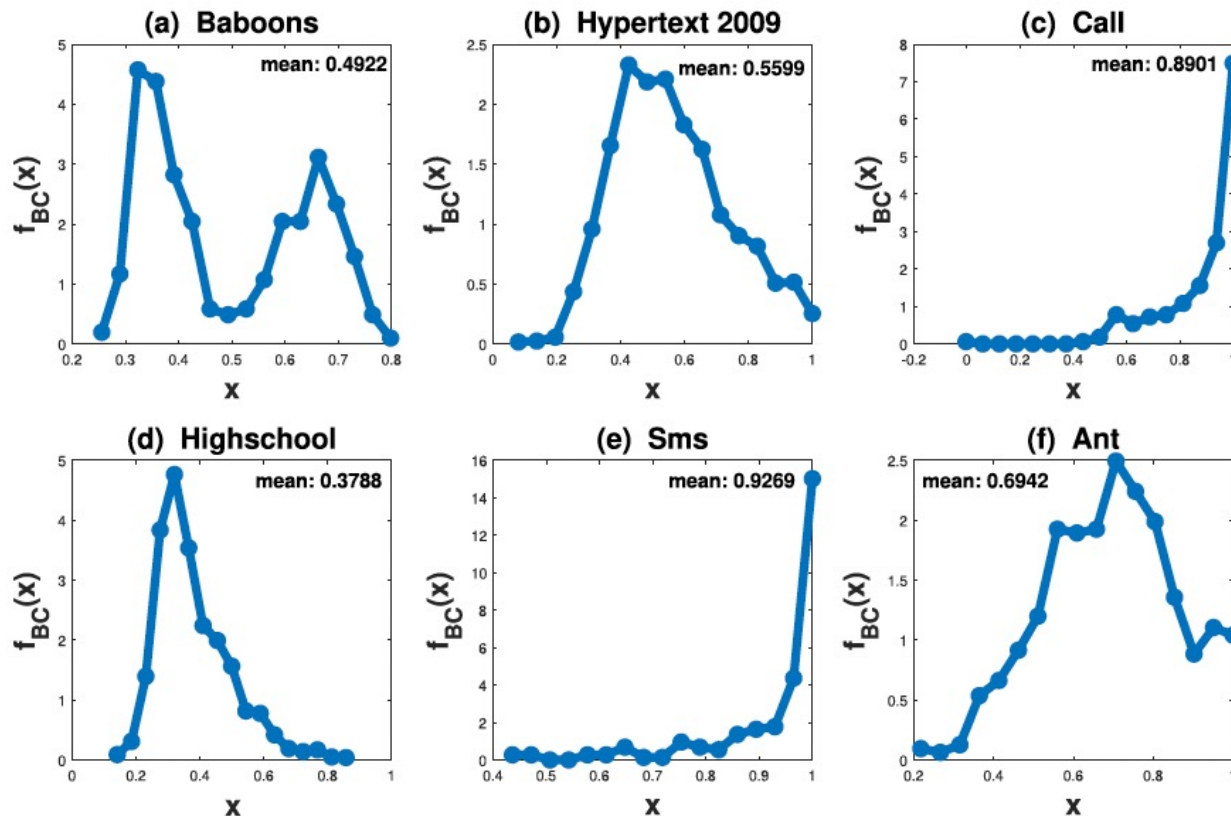 (a) Baboons
mean: 0.4922
5
4
3
2
1
0
0.2 0.3 0.4 0.5 0.6 0.7 0.8
f_BC(x)
x
(b) Hypertext 2009
mean: 0.5599
2.5
2
1.5
1
0.5
0
0 0.2 0.4 0.6 0.8 1
f_BC(x)
x
(c) Call
mean: 0.8901
8
7
6
5
4
3
2
1
0
-0.2 0 0.2 0.4 0.6 0.8 1
f_BC(x)
x
(d) Highschool
mean: 0.3788
5
4
3
2
1
0
0 0.2 0.4 0.6 0.8 1
f_BC(x)
x
(e) Sms
mean: 0.9269
16
14
12
10
8
6
4
2
0
0.4 0.5 0.6 0.7 0.8 0.9 1
f_BC(x)
x
(f) Ant
mean: 0.6942
2.5
2
1.5
1
0.5
0
0.2 0.4 0.6 0.8 1
f_BC(x)
x